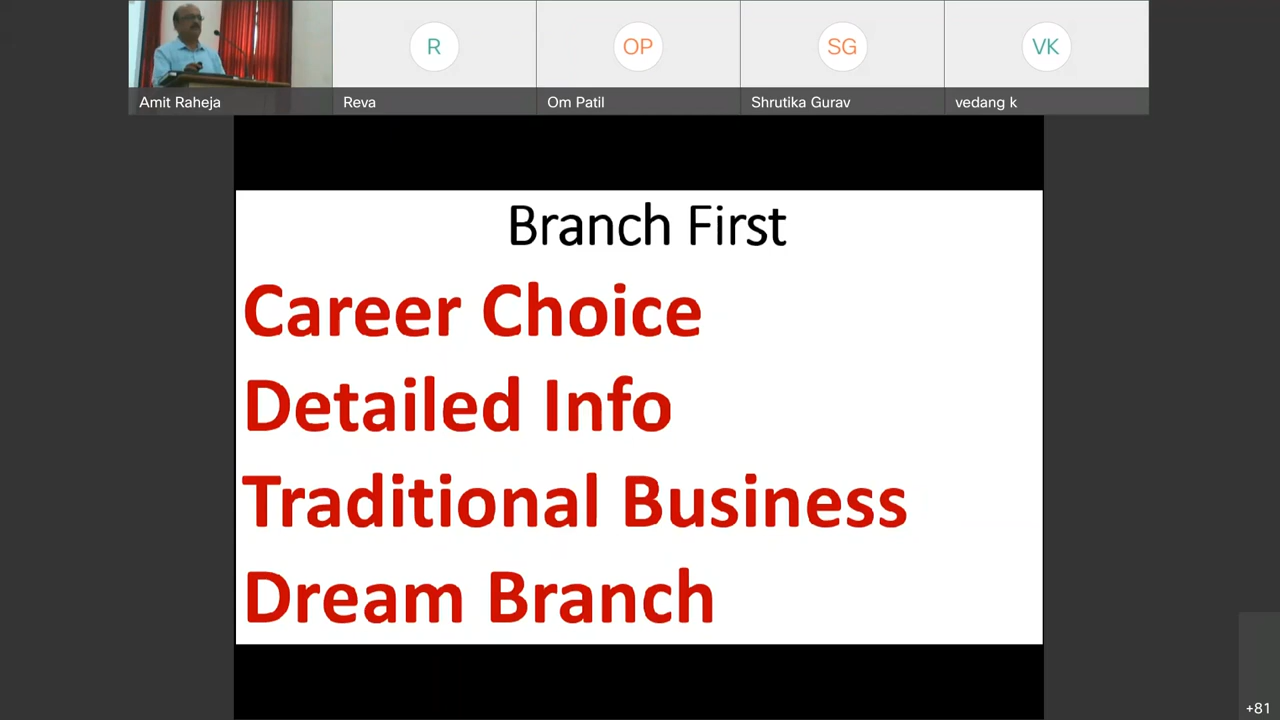 R
OP
SG
VK
Amit Raheja
Reva
Om Patil
Shrutika Gurav
vedang k
Branch First
Career Choice
Detailed Info
Traditional Business
Dream Branch
+81